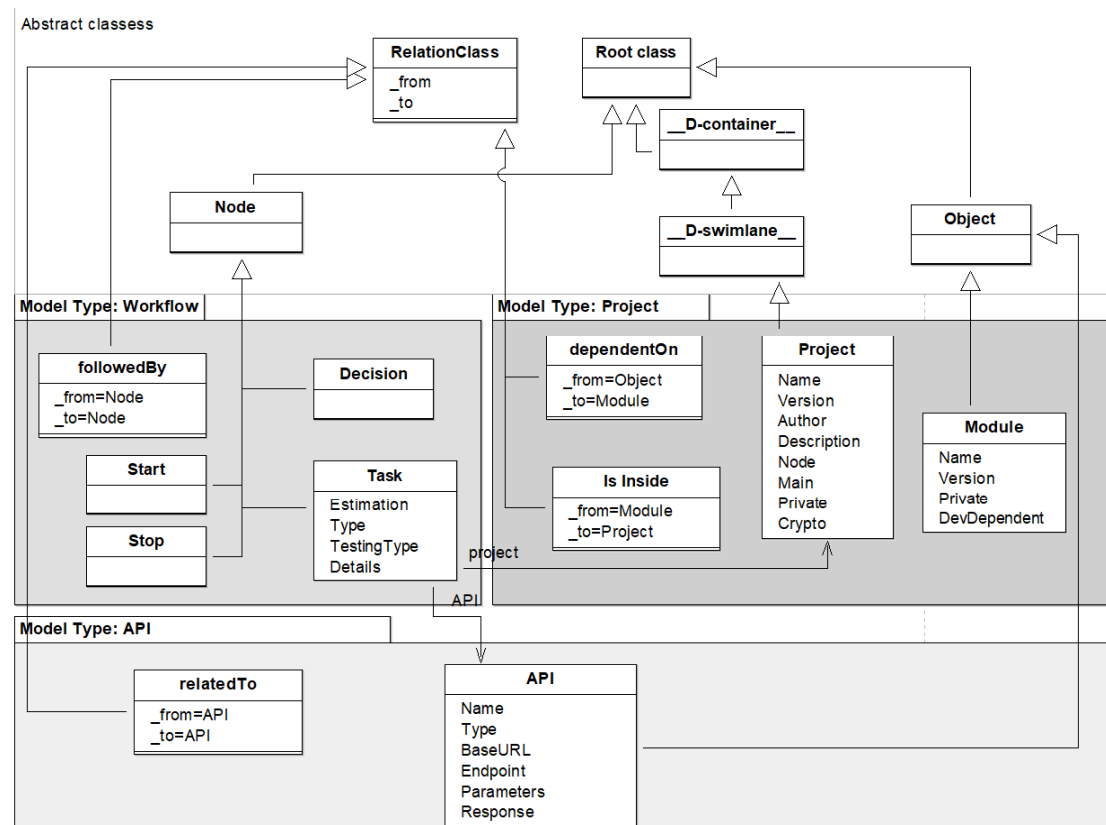 Abstract classess
RelationClass
_from
_to
Root class
__D-container__
Node
__D-swimlane__
Object
Model Type: Workflow
Model Type: Project
followedBy
_from=Node
_to=Node
Decision
Start
Stop
Task
Estimation
Type
TestingType
Details
project
API
dependentOn
_from=Object
_to=Module
Is Inside
_from=Module
_to=Project
Project
Name
Version
Author
Description
Node
Main
Private
Crypto
Module
Name
Version
Private
DevDependent
Model Type: API
relatedTo
_from=API
_to=API
API
Name
Type
BaseURL
Endpoint
Parameters
Response